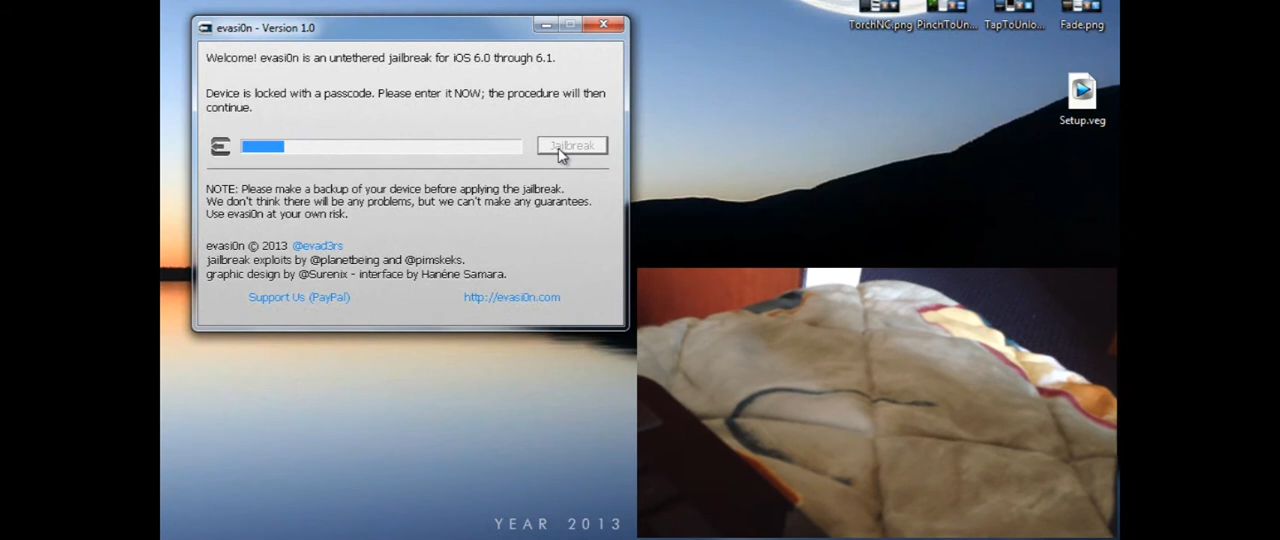 TorchNC.png PinchToUn... TapToUnlo... Fade.png
evasi0n - Version 1.0
Welcome! evasi0n is an untethered jailbreak for iOS 6.0 through 6.1.
Device is locked with a passcode. Please enter it NOW; the procedure will then
continue.
Jailbreak
Setup.veg
NOTE: Please make a backup of your device before applying the jailbreak.
We don't think there will be any problems, but we can't make any guarantees.
Use evasi0n at your own risk.
evasi0n © 2013 @evad3rs
jailbreak exploits by @planetbeing and @pimskeks.
graphic design by @Surenix - interface by Hanéne Samara.
Support Us (PayPal) http://evasi0n.com
YEAR 2013